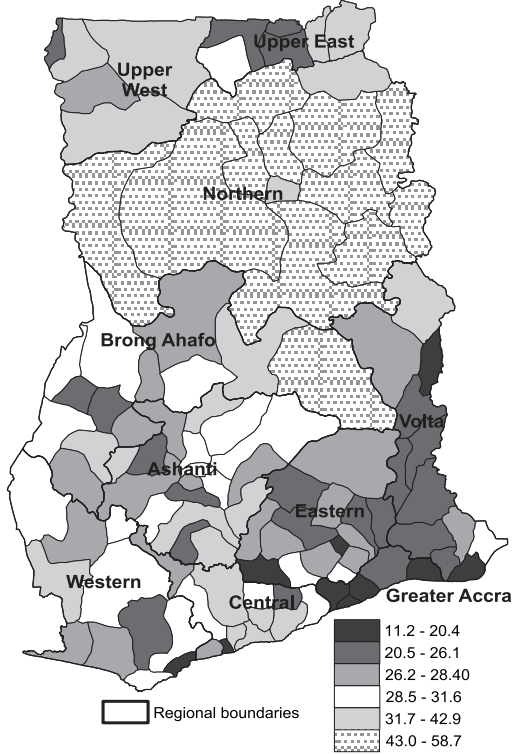 Upper East
Upper
West
Northern
Brong Ahafo
Volta
Ashanti
Eastern
Western
Central
Greater Accra
11.2 - 20.4
20.5 - 26.1
26.2 - 28.40
28.5 - 31.6
31.7 - 42.9
43.0 - 58.7
Regional boundaries